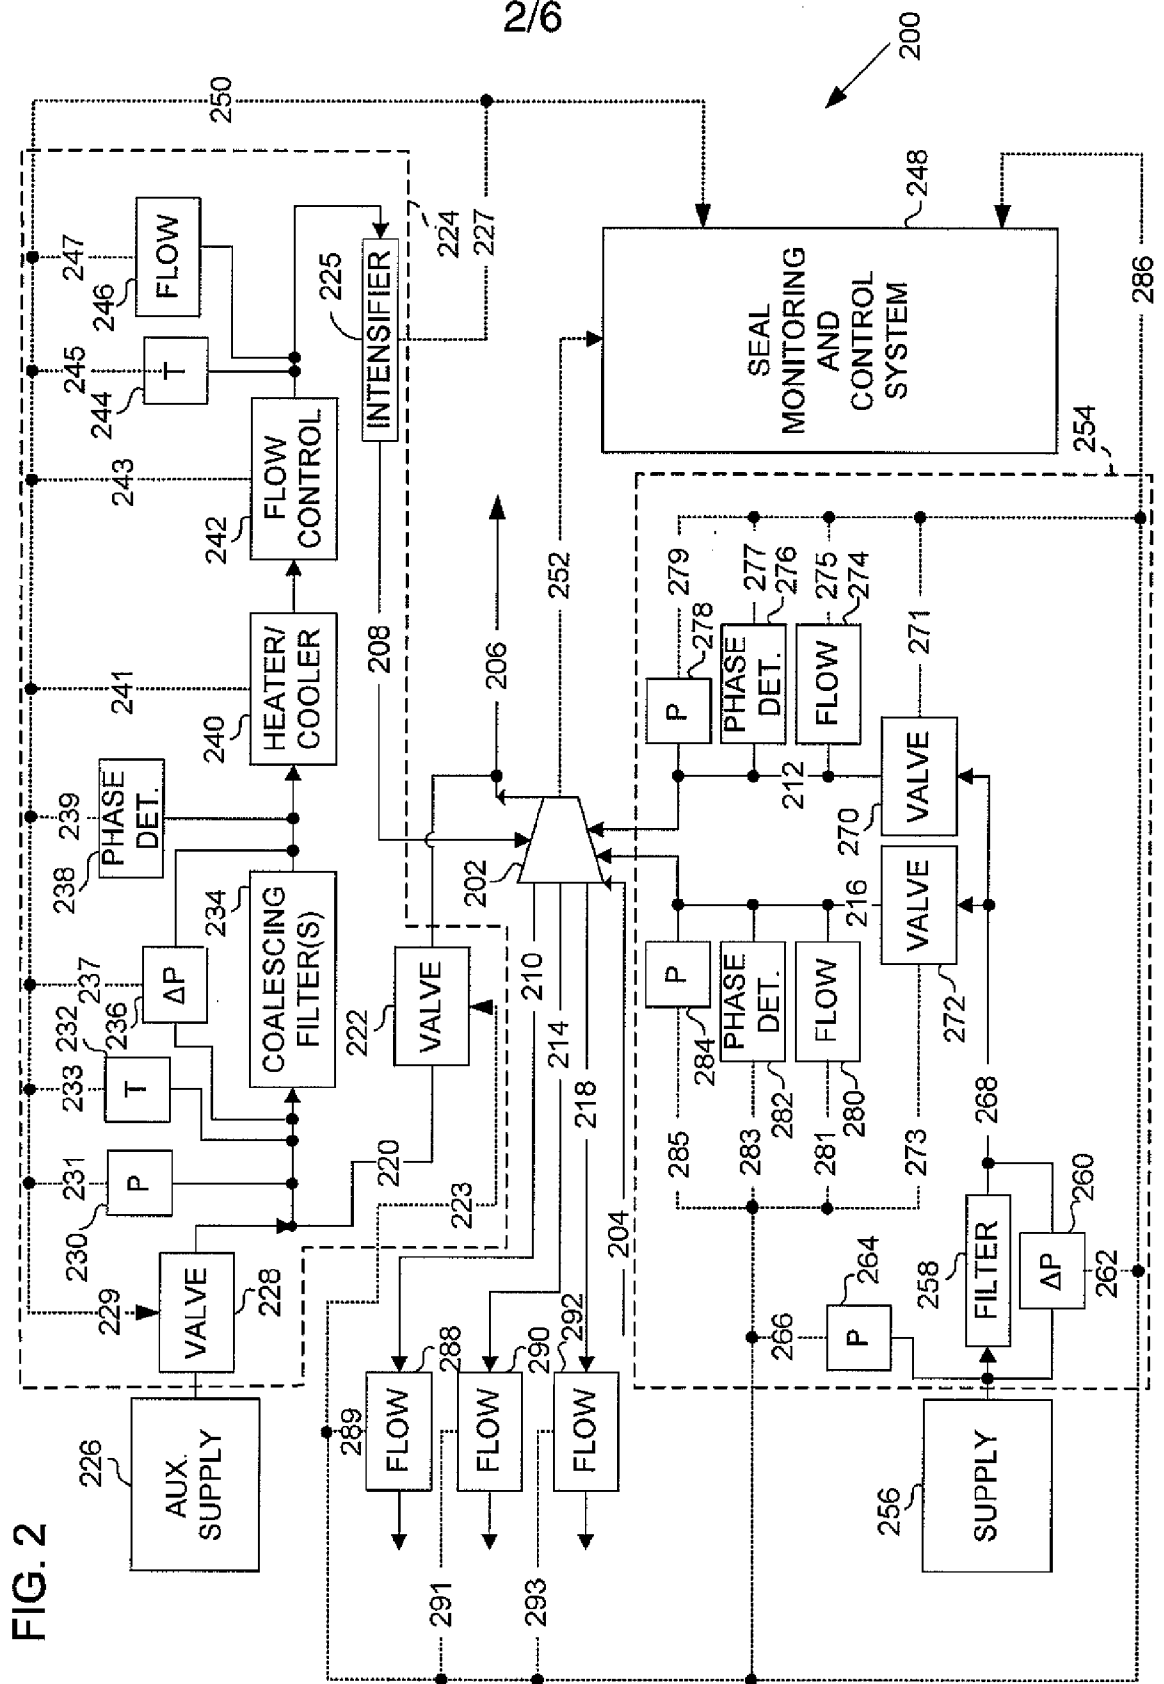 2/6
FIG. 2
200
AUX.
SUPPLY
226
VALVE
228
229
P
230
231
T
232
233
ΔP
236
237
COALESCING
FILTER(S)
234
PHASE
DET.
238
239
HEATER/
COOLER
240
241
FLOW
CONTROL
242
243
T
244
245
FLOW
246
247
INTENSIFIER
225
224
227
250
208
220
VALVE
222
223
206
202
210
214
218
204
252
SEAL
MONITORING
AND
CONTROL
SYSTEM
248
286
254
FLOW
288
289
FLOW
290
291
FLOW
292
293
SUPPLY
256
FILTER
258
ΔP
260
262
P
264
266
268
VALVE
270
271
VALVE
272
273
212
216
FLOW
274
275
PHASE
DET.
276
277
P
278
279
FLOW
280
281
PHASE
DET.
282
283
P
284
285